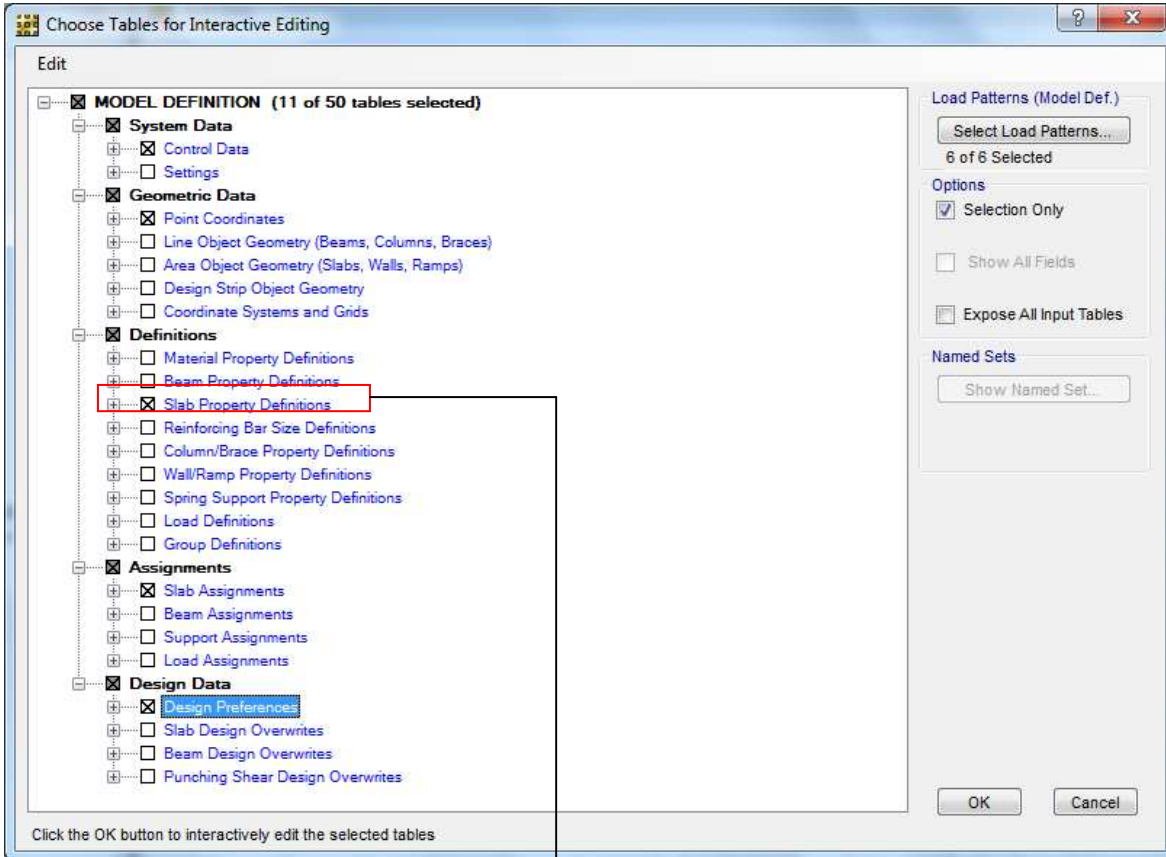 Choose Tables for Interactive Editing
Edit
MODEL DEFINITION (11 of 50 tables selected)
System Data
Control Data
Settings
Geometric Data
Point Coordinates
Line Object Geometry (Beams, Columns, Braces)
Area Object Geometry (Slabs, Walls, Ramps)
Design Strip Object Geometry
Coordinate Systems and Grids
Definitions
Material Property Definitions
Beam Property Definitions
Slab Property Definitions
Reinforcing Bar Size Definitions
Column/Brace Property Definitions
Wall/Ramp Property Definitions
Spring Support Property Definitions
Load Definitions
Group Definitions
Assignments
Slab Assignments
Beam Assignments
Support Assignments
Load Assignments
Design Data
Design Preferences
Slab Design Overwrites
Beam Design Overwrites
Punching Shear Design Overwrites
Load Patterns (Model Def.)
Select Load Patterns...
6 of 6 Selected
Options
Selection Only
Show All Fields
Expose All Input Tables
Named Sets
Show Named Set...
OK
Cancel
Click the OK button to interactively edit the selected tables